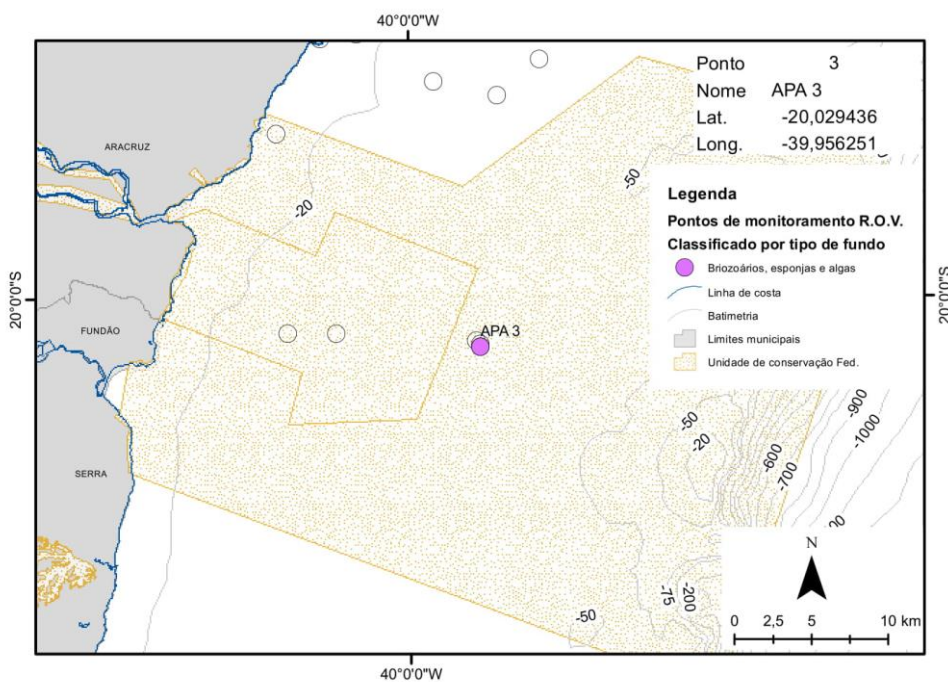 40°0'0"W
Ponto 3
Nome APA 3
Lat. -20,029436
Long. -39,956251
ARACRUZ
-20
-50
20°0'0"S
20°0'0"S
FUNDÃO
APA 3
SERRA
Legenda
Pontos de monitoramento R.O.V.
Classificado por tipo de fundo
Briozoários, esponjas e algas
Linha de costa
Batimetria
Limites municipais
Unidade de conservação Fed.
-50
-20
-600
-700
-900
-1000
-50
-75
-200
N
0 2,5 5 10 km
40°0'0"W